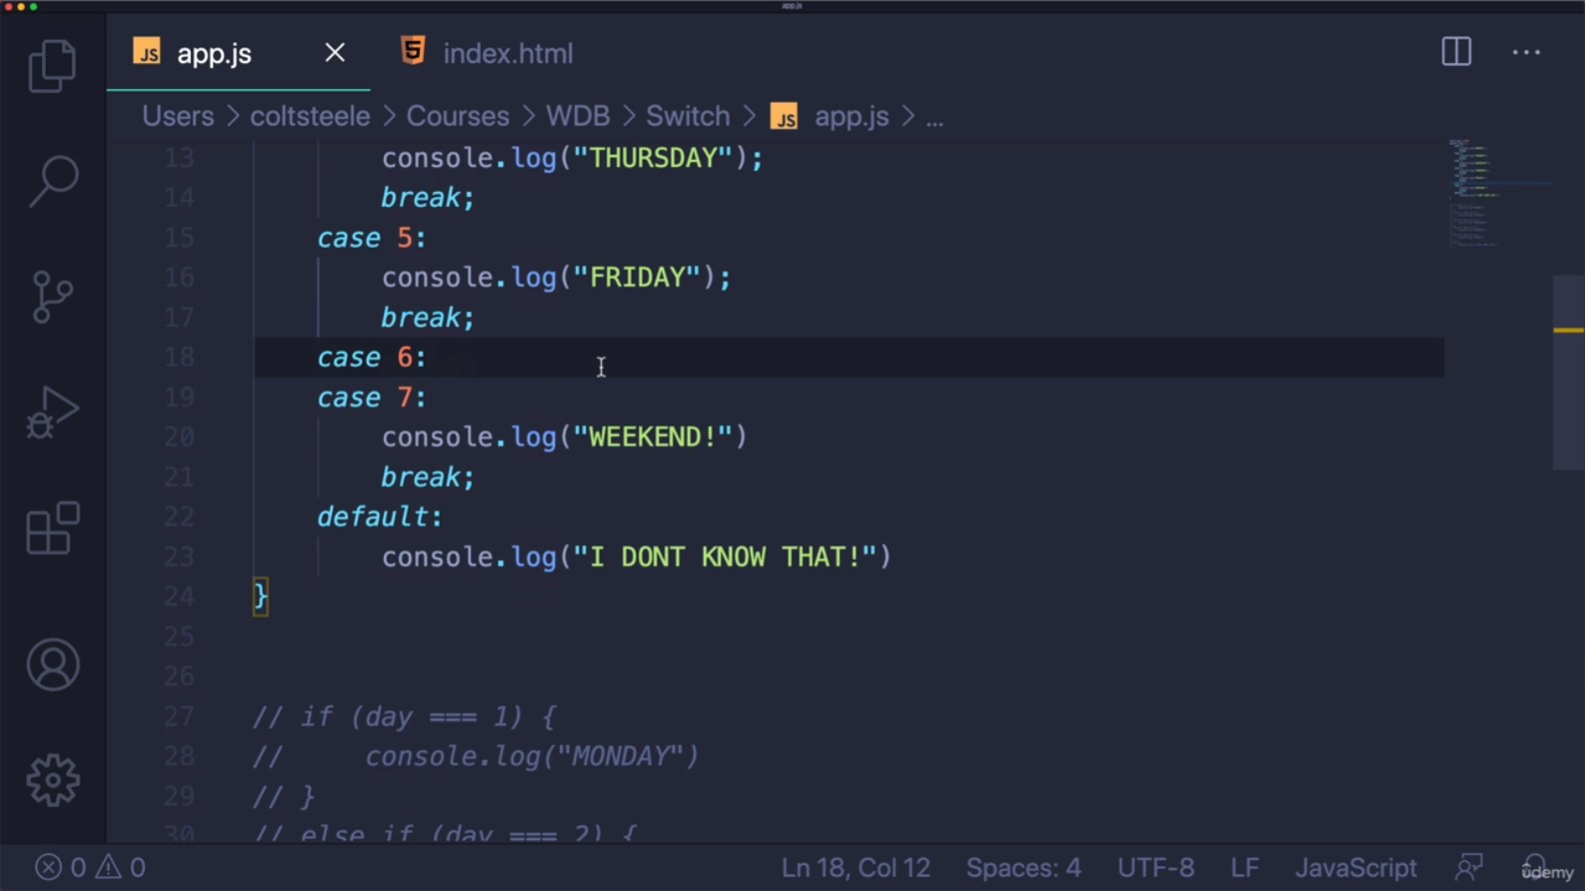 app.js
JS app.js index.html
Users > coltsteele > Courses > WDB > Switch > JS app.js > ...
13 console.log("THURSDAY");
14 break;
15 case 5:
16 console.log("FRIDAY");
17 break;
18 case 6:
19 case 7:
20 console.log("WEEKEND!")
21 break;
22 default:
23 console.log("I DONT KNOW THAT!")
24 }
25
26
27 // if (day === 1) {
28 //     console.log("MONDAY")
29 // }
30 // else if (day === 2) {
0 0 Ln 18, Col 12 Spaces: 4 UTF-8 LF JavaScript
ûdemy